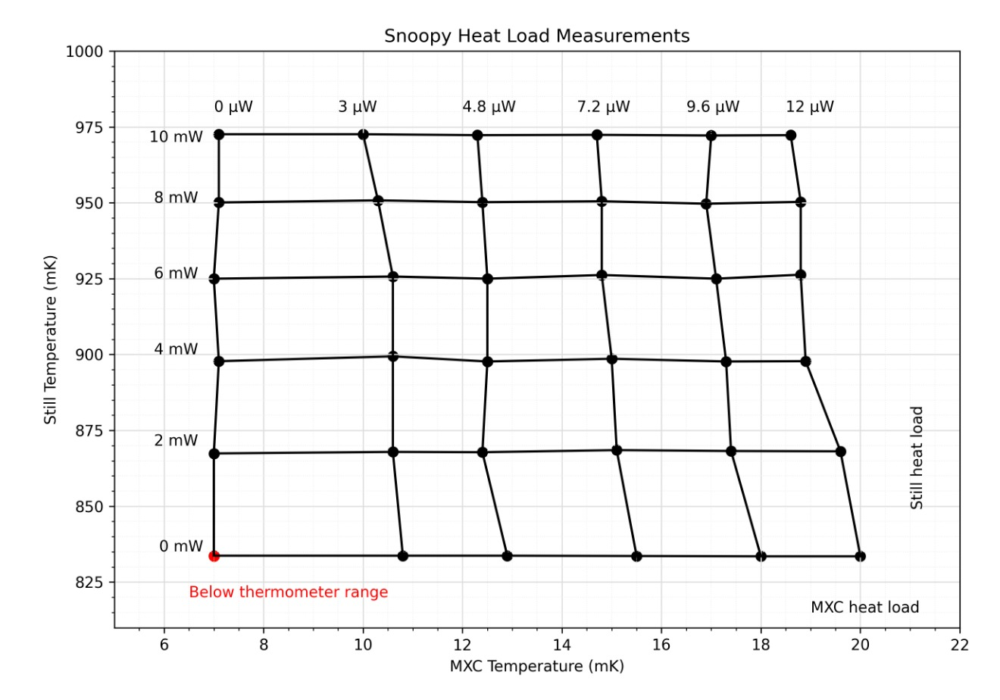 Snoopy Heat Load Measurements
1000
0 μW 3 μW 4.8 μW 7.2 μW 9.6 μW 12 μW
975
10 mW
8 mW
950
6 mW
925
4 mW
900
2 mW
875
850
0 mW
825
Still Temperature (mK)
Still heat load
Below thermometer range
MXC heat load
6 8 10 12 14 16 18 20 22
MXC Temperature (mK)